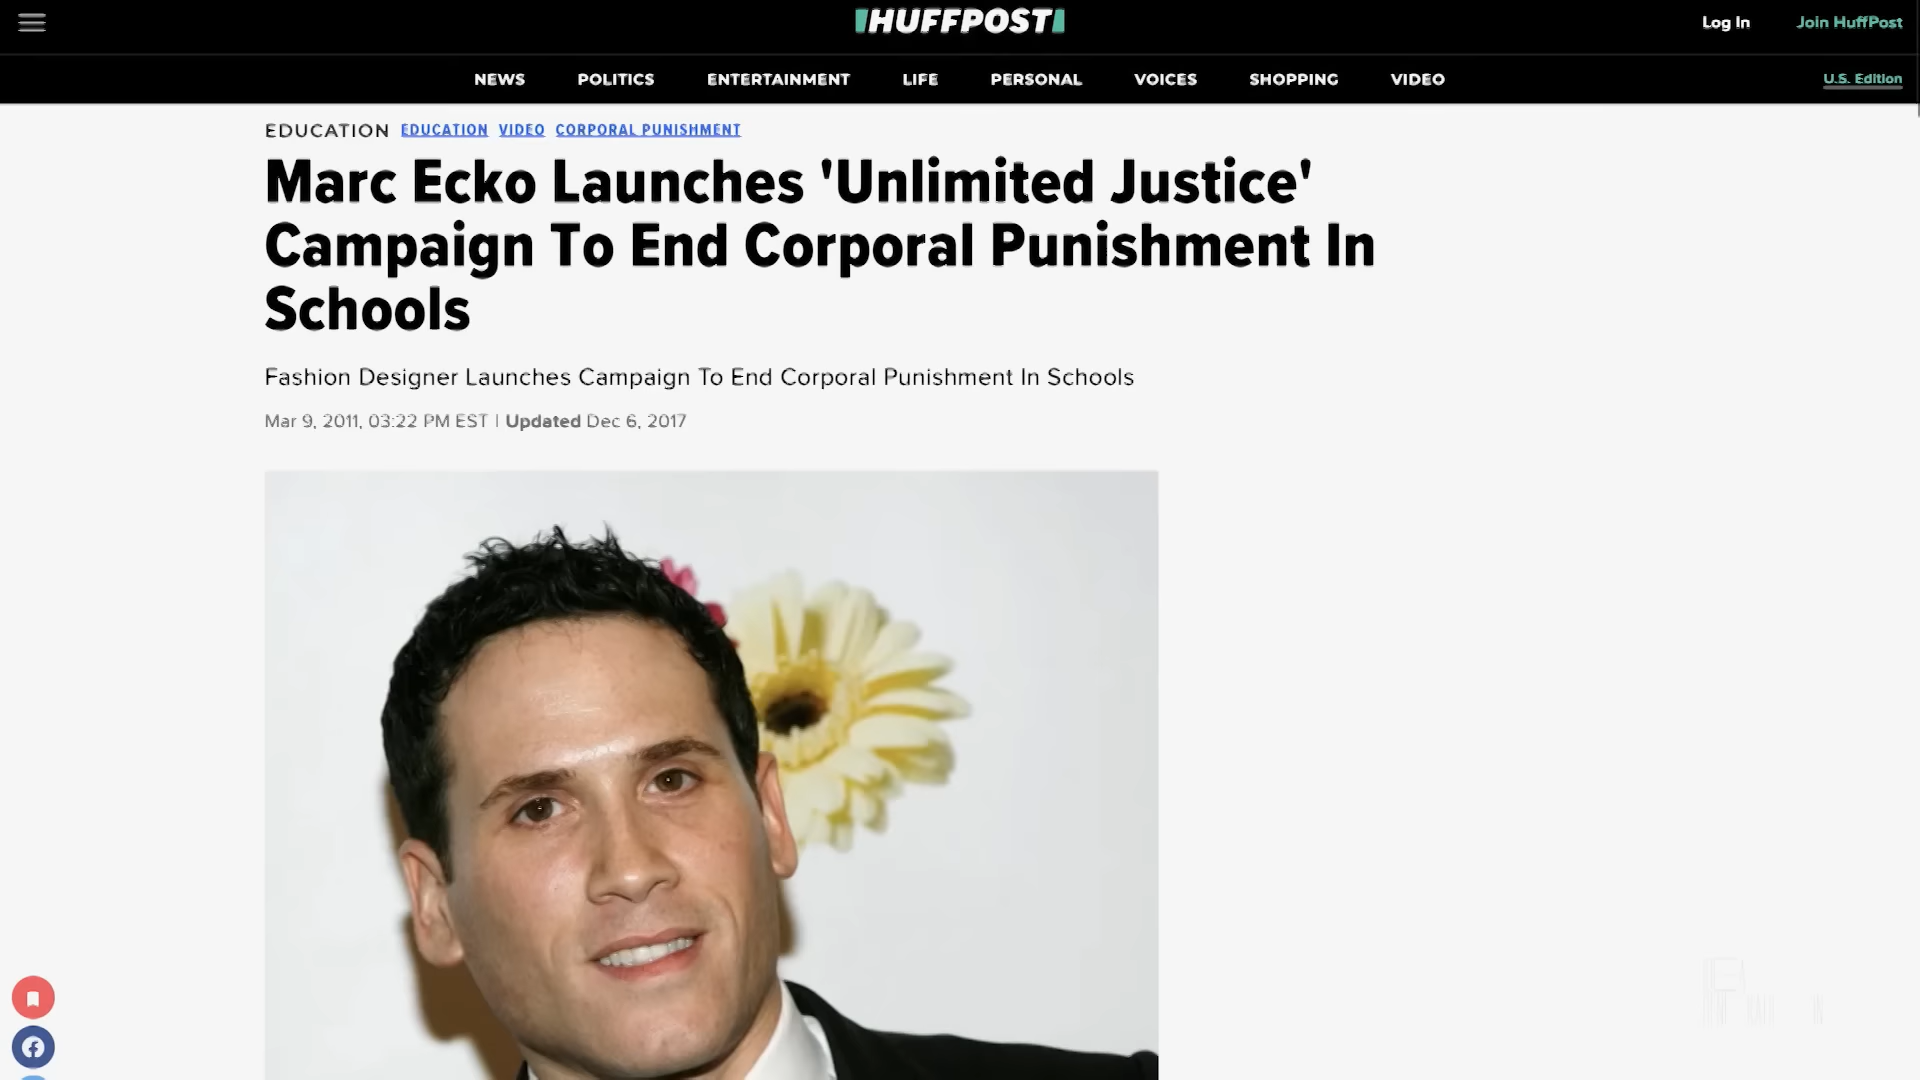 HUFFPOST
Log In
Join HuffPost
NEWS POLITICS ENTERTAINMENT LIFE PERSONAL VOICES SHOPPING VIDEO
U.S. Edition
EDUCATION EDUCATION VIDEO CORPORAL PUNISHMENT
Marc Ecko Launches 'Unlimited Justice'
Campaign To End Corporal Punishment In
Schools
Fashion Designer Launches Campaign To End Corporal Punishment In Schools
Mar 9, 2011, 03:22 PM EST | Updated Dec 6, 2017